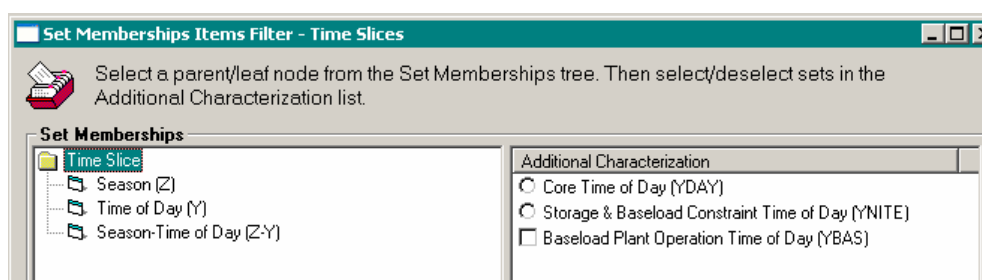 Set Memberships Items Filter - Time Slices
Select a parent/leaf node from the Set Memberships tree. Then select/deselect sets in the
Additional Characterization list.
Set Memberships
Time Slice
Season (Z)
Time of Day (Y)
Season-Time of Day (Z-Y)
Additional Characterization
Core Time of Day (YDAY)
Storage & Baseload Constraint Time of Day (YNITE)
Baseload Plant Operation Time of Day (YBAS)